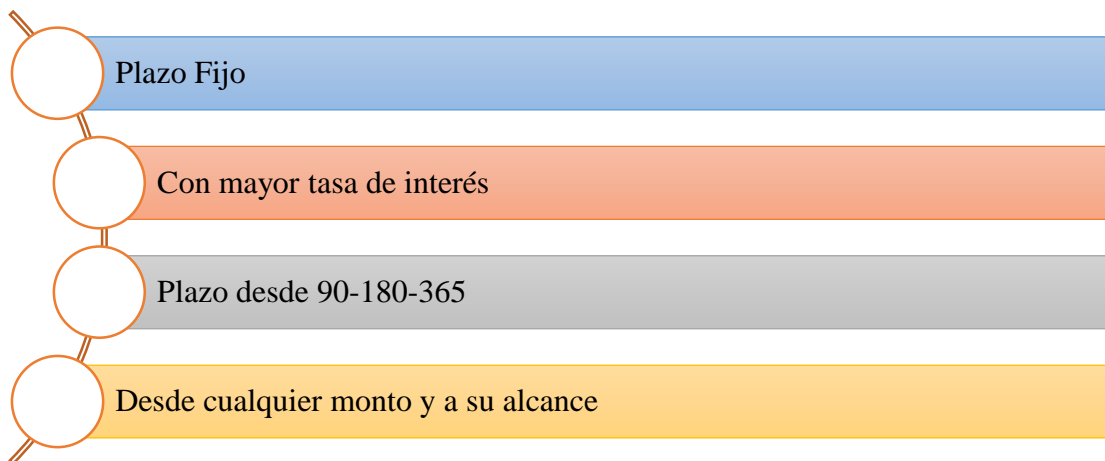 Plazo Fijo
Con mayor tasa de interés
Plazo desde 90-180-365
Desde cualquier monto y a su alcance